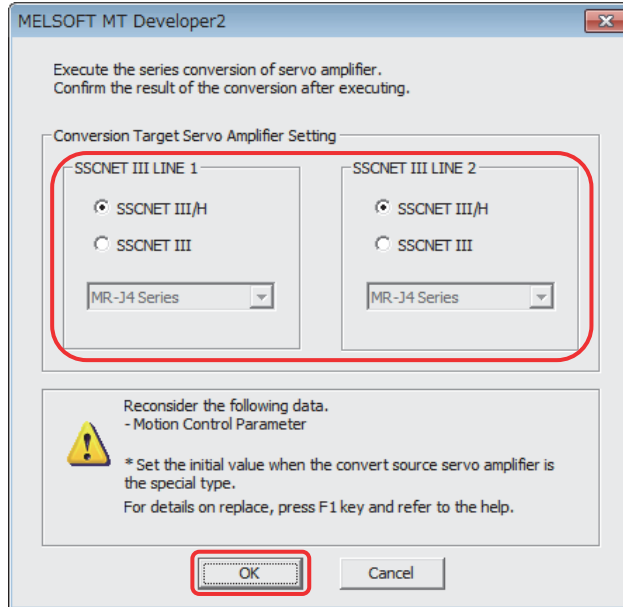 MELSOFT MT Developer2
Execute the series conversion of servo amplifier.
Confirm the result of the conversion after executing.
Conversion Target Servo Amplifier Setting
SSCNET III LINE 1
SSCNET III/H
SSCNET III
MR-J4 Series
SSCNET III LINE 2
SSCNET III/H
SSCNET III
MR-J4 Series
Reconsider the following data.
- Motion Control Parameter
* Set the initial value when the convert source servo amplifier is
the special type.
For details on replace, press F1 key and refer to the help.
OK
Cancel